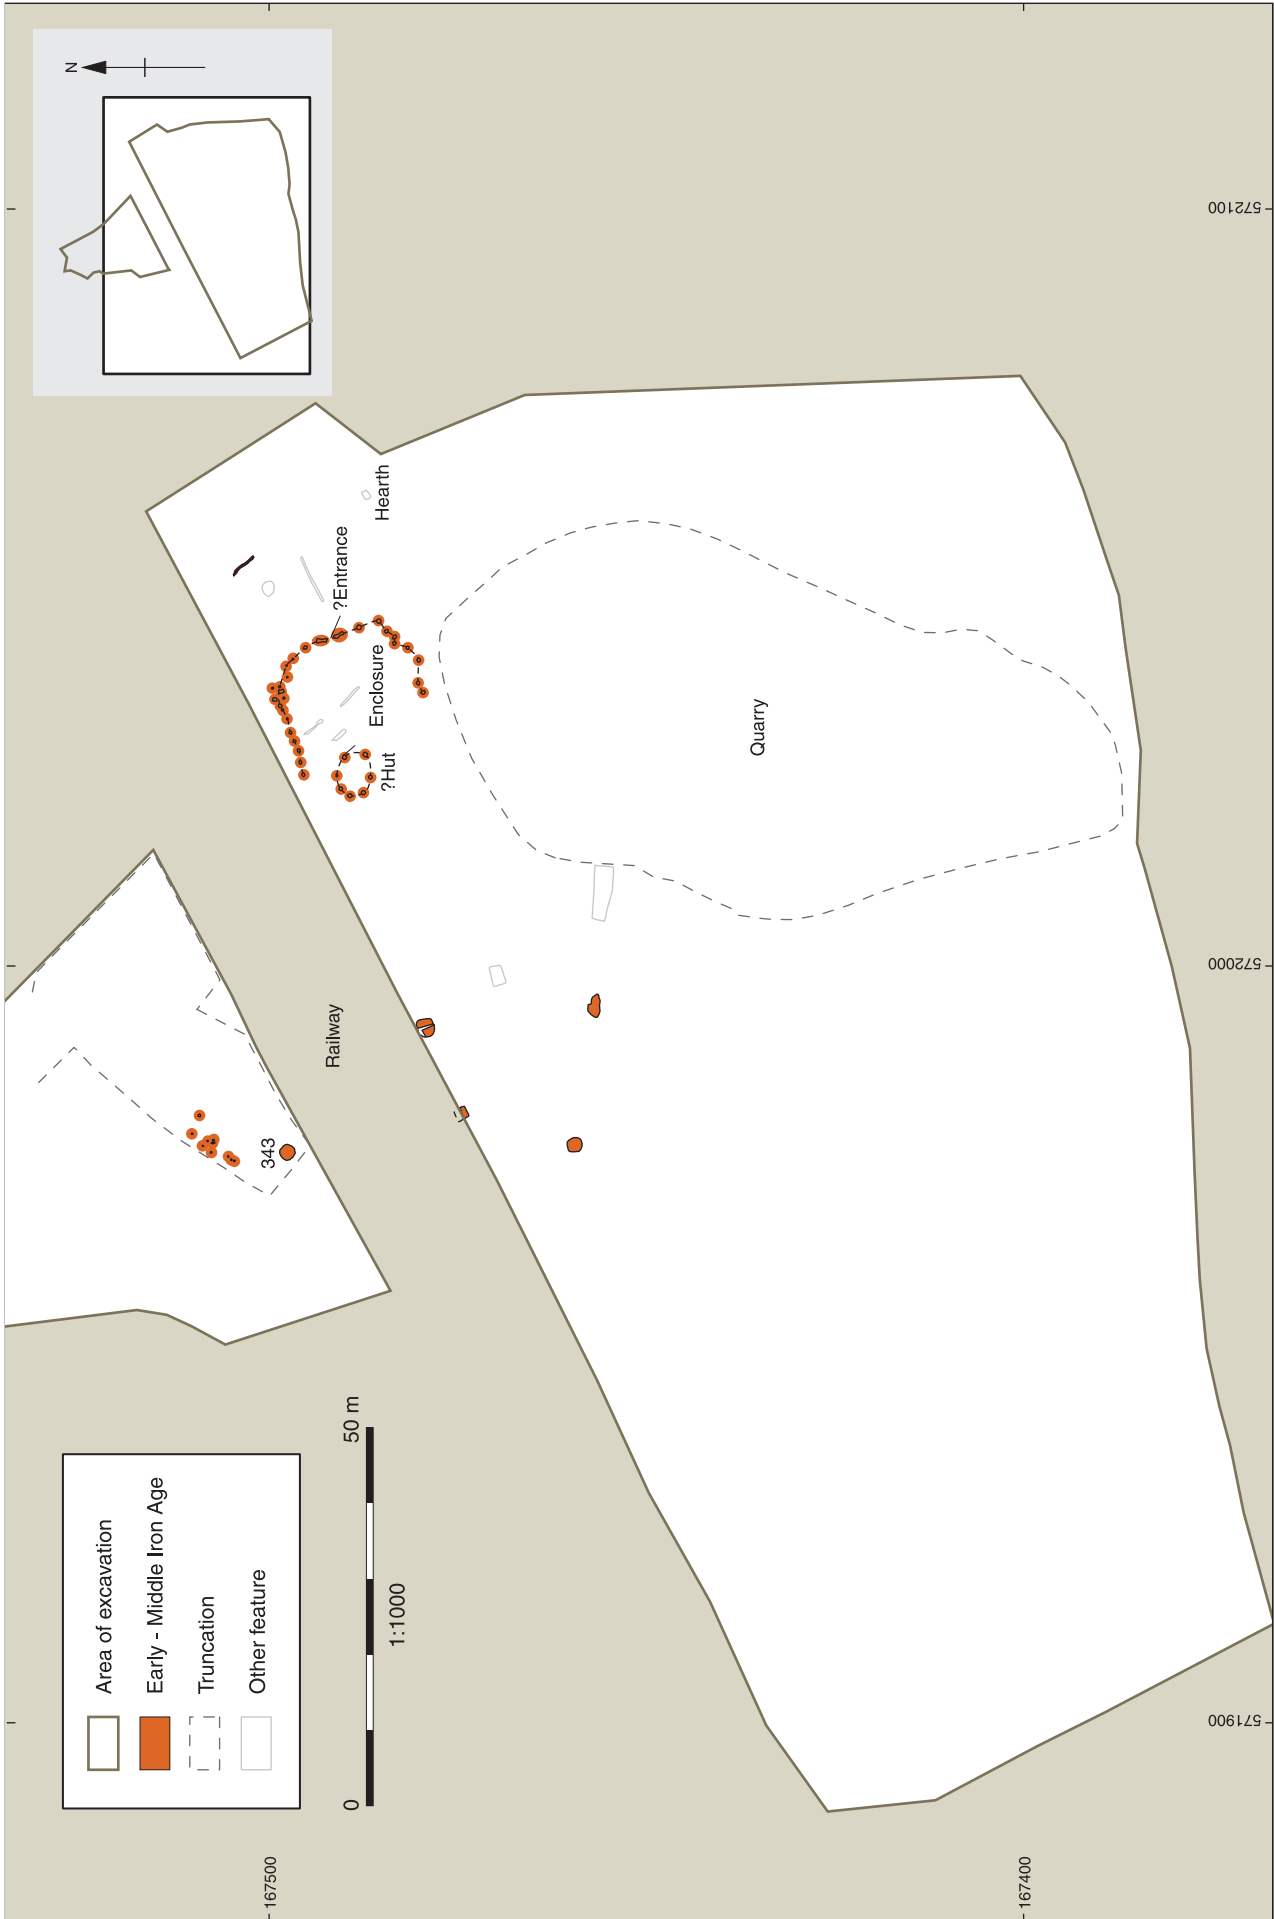 N
572100
572000
571900
167500
167400
Hearth
?Entrance
Enclosure
?Hut
Quarry
Railway
343
Area of excavation
Early - Middle Iron Age
Truncation
Other feature
0
50 m
1:1000